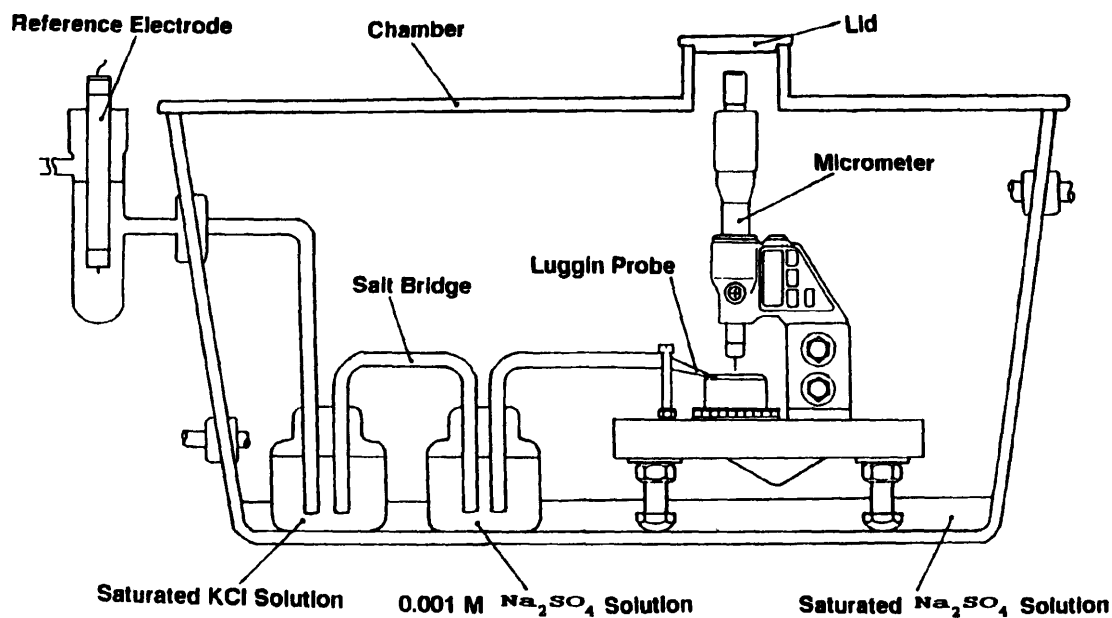 Reference Electrode
Chamber
Lid
Micrometer
Luggin Probe
Salt Bridge
Saturated KCl Solution
0.001 M Na₂SO₄ Solution
Saturated Na₂SO₄ Solution